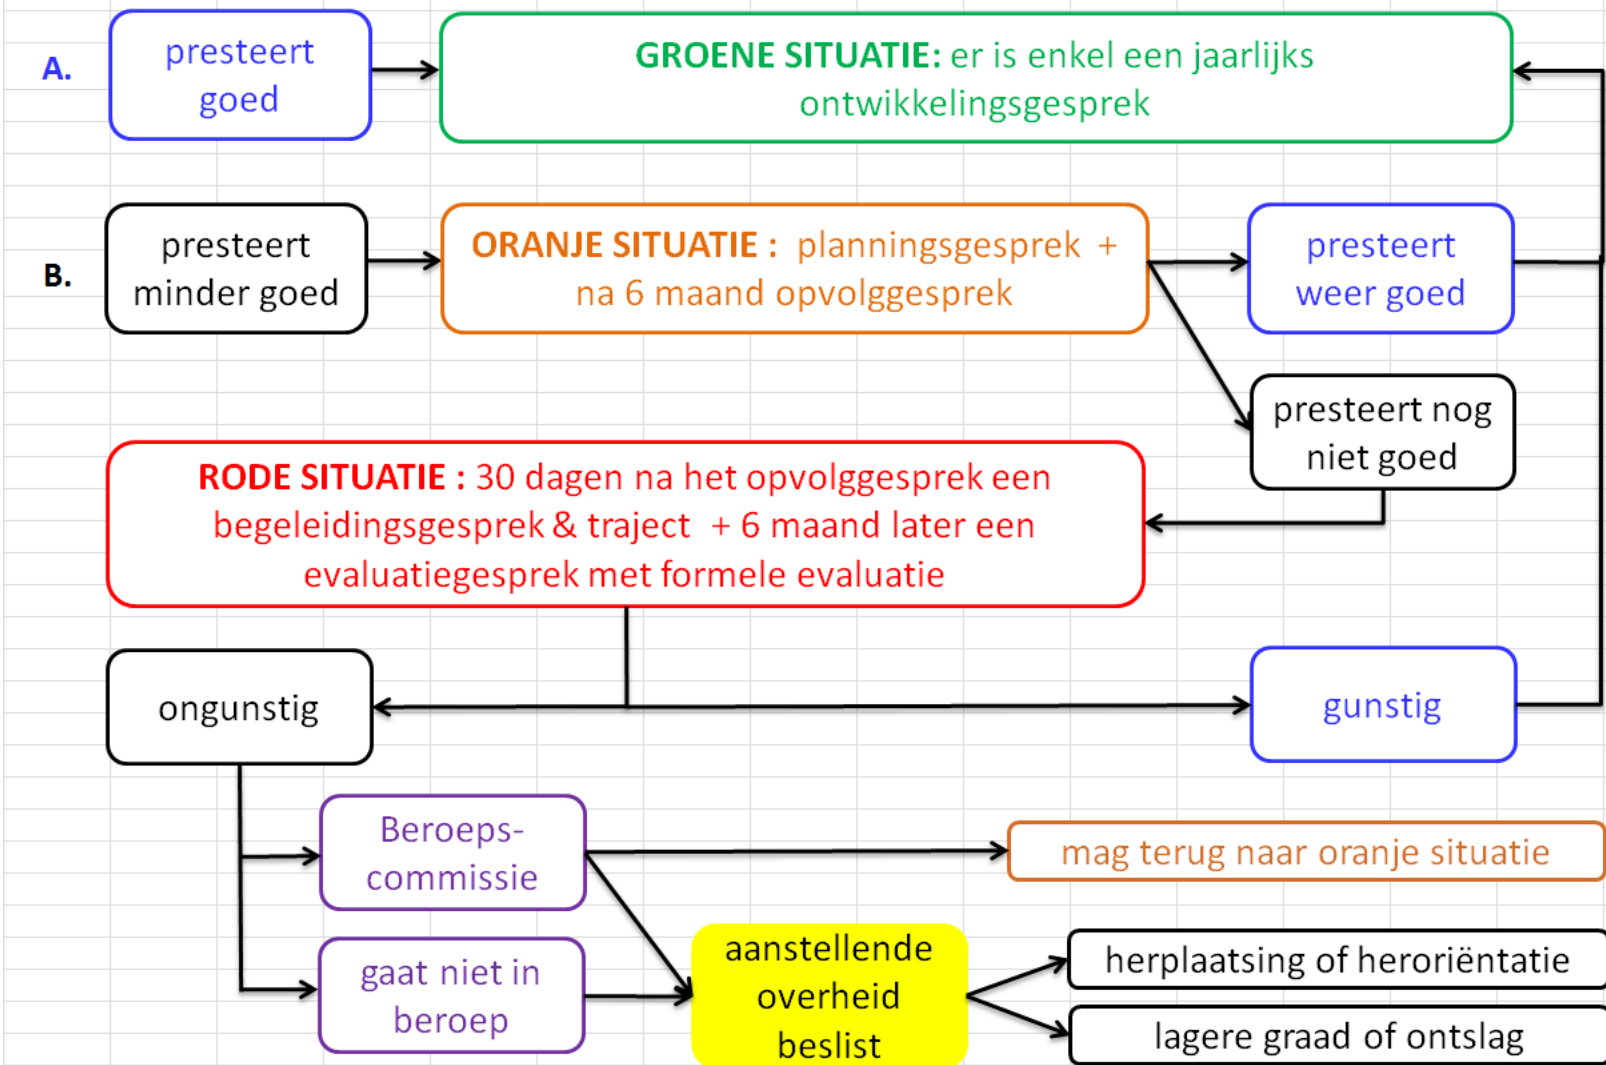 A.
presteert
goed
GROENE SITUATIE: er is enkel een jaarlijks
ontwikkelingsgesprek
B.
presteert
minder goed
ORANJE SITUATIE : planningsgesprek +
na 6 maand opvolggesprek
presteert
weer goed
presteert nog
niet goed
RODE SITUATIE : 30 dagen na het opvolggesprek een
begeleidingsgesprek & traject + 6 maand later een
evaluatiegesprek met formele evaluatie
ongunstig
gunstig
Beroeps-
commissie
mag terug naar oranje situatie
gaat niet in
beroep
aanstellende
overheid
beslist
herplaatsing of heroriëntatie
lagere graad of ontslag